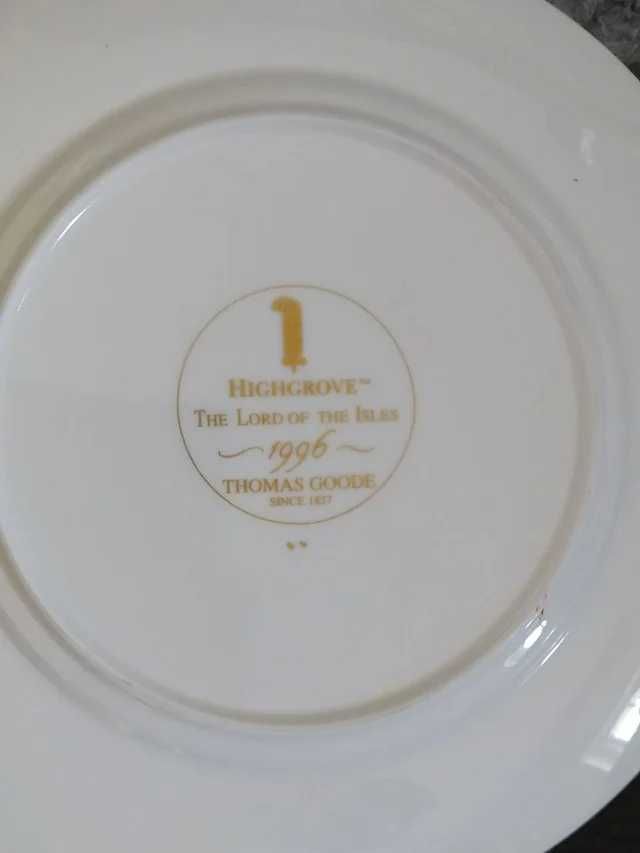 HIGHGROVE™
THE LORD OF THE ISLES
1996
THOMAS GOODE
SINCE 1827